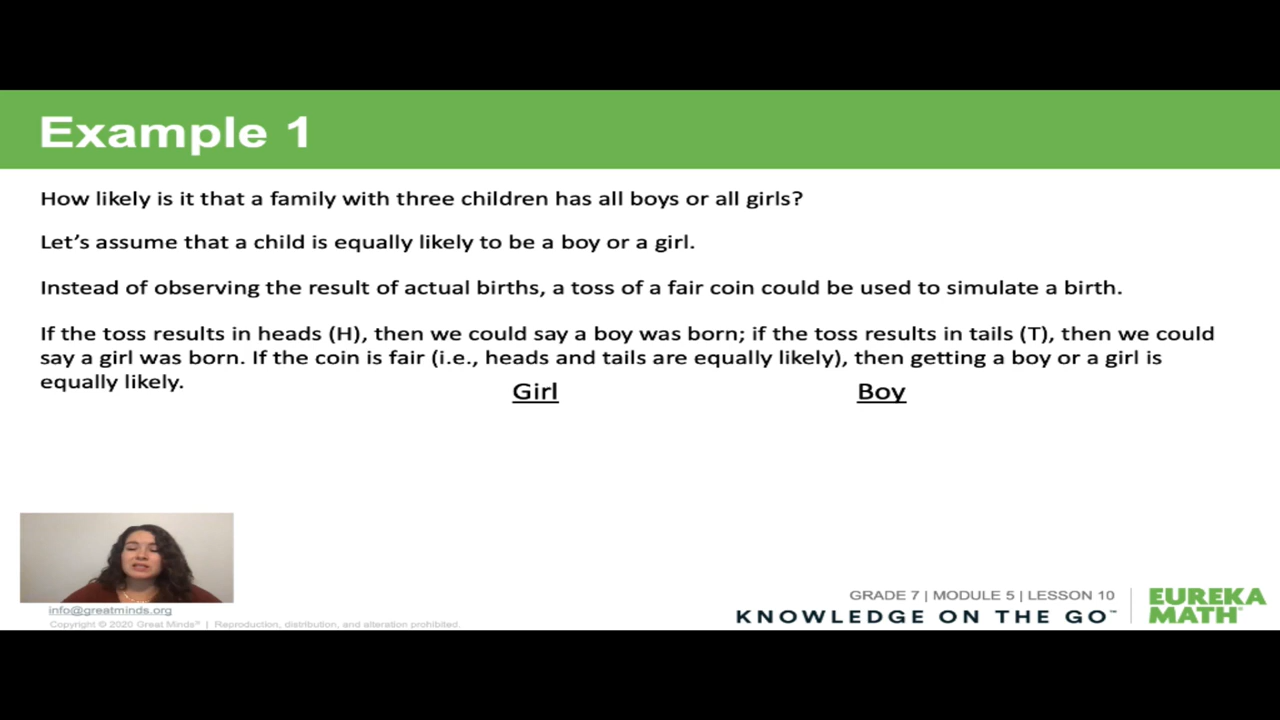 Example 1
How likely is it that a family with three children has all boys or all girls?
Let’s assume that a child is equally likely to be a boy or a girl.
Instead of observing the result of actual births, a toss of a fair coin could be used to simulate a birth.
If the toss results in heads (H), then we could say a boy was born; if the toss results in tails (T), then we could
say a girl was born. If the coin is fair (i.e., heads and tails are equally likely), then getting a boy or a girl is
equally likely.
Girl Boy
info@greatminds.org
Copyright © 2020 Great Minds® | Reproduction, distribution, and alteration prohibited.
GRADE 7 | MODULE 5 | LESSON 10
KNOWLEDGE ON THE GO™
EUREKA
MATH™